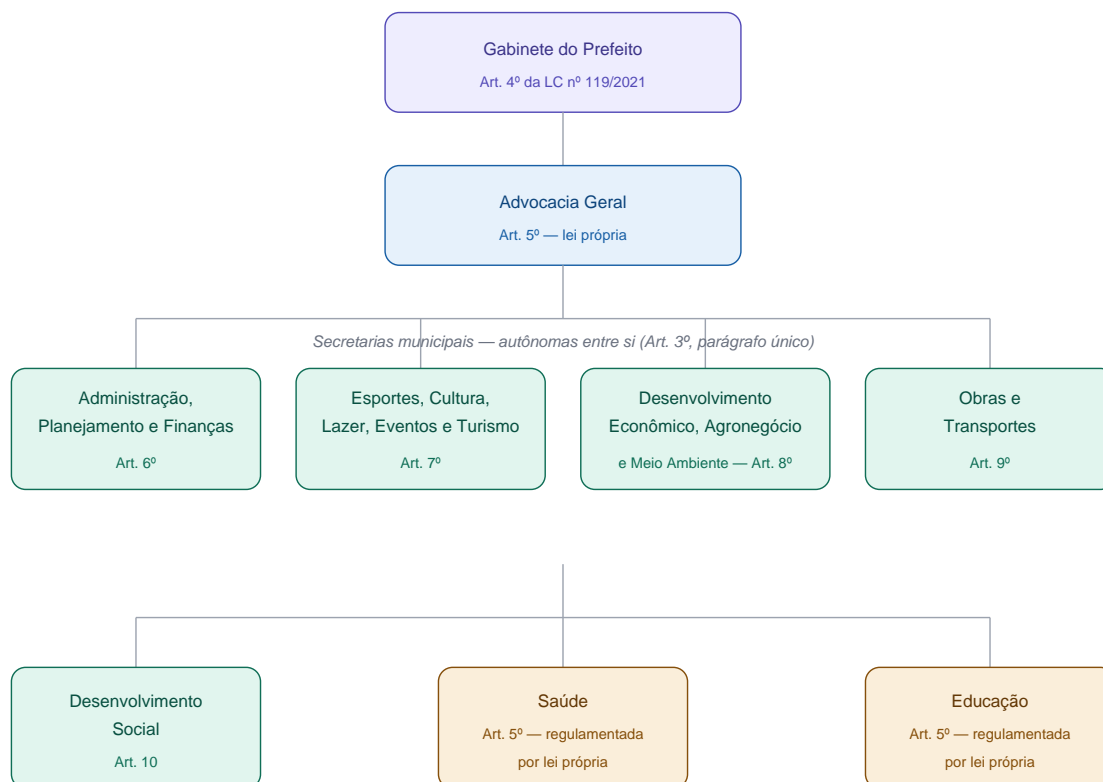 Gabinete do Prefeito
Art. 4º da LC nº 119/2021
Advocacia Geral
Art. 5º — lei própria
Secretarias municipais — autônomas entre si (Art. 3º, parágrafo único)
Administração,
Planejamento e Finanças
Art. 6º
Esportes, Cultura,
Lazer, Eventos e Turismo
Art. 7º
Desenvolvimento
Econômico, Agronegócio
e Meio Ambiente — Art. 8º
Obras e
Transportes
Art. 9º
Desenvolvimento
Social
Art. 10
Saúde
Art. 5º — regulamentada
por lei própria
Educação
Art. 5º — regulamentada
por lei própria